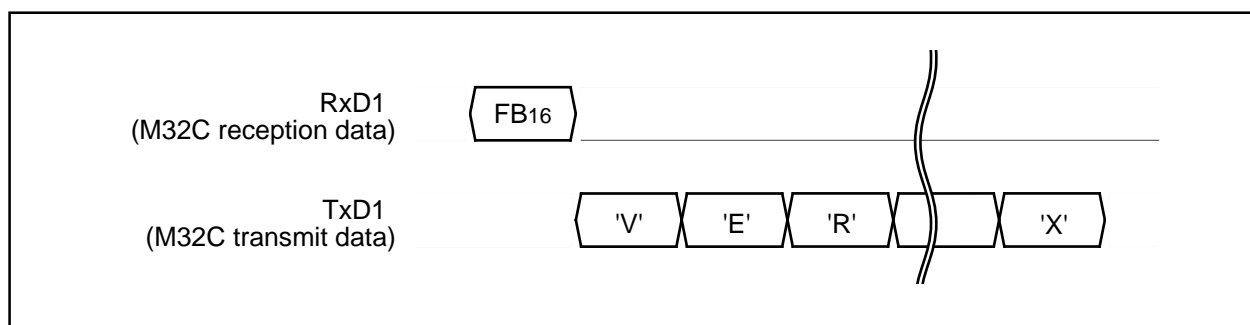 RxD1 FB16
(M32C reception data)
TxD1 'V' 'E' 'R' 'X'
(M32C transmit data)